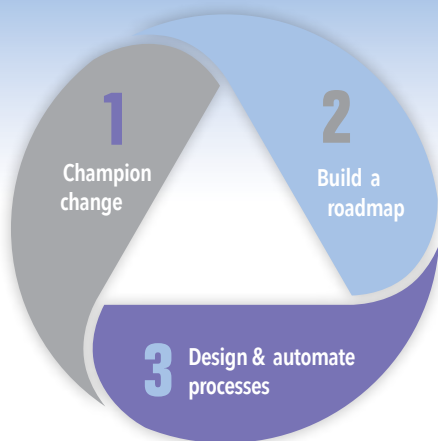 1
Champion
change
2
Build a
roadmap
3
Design & automate
processes